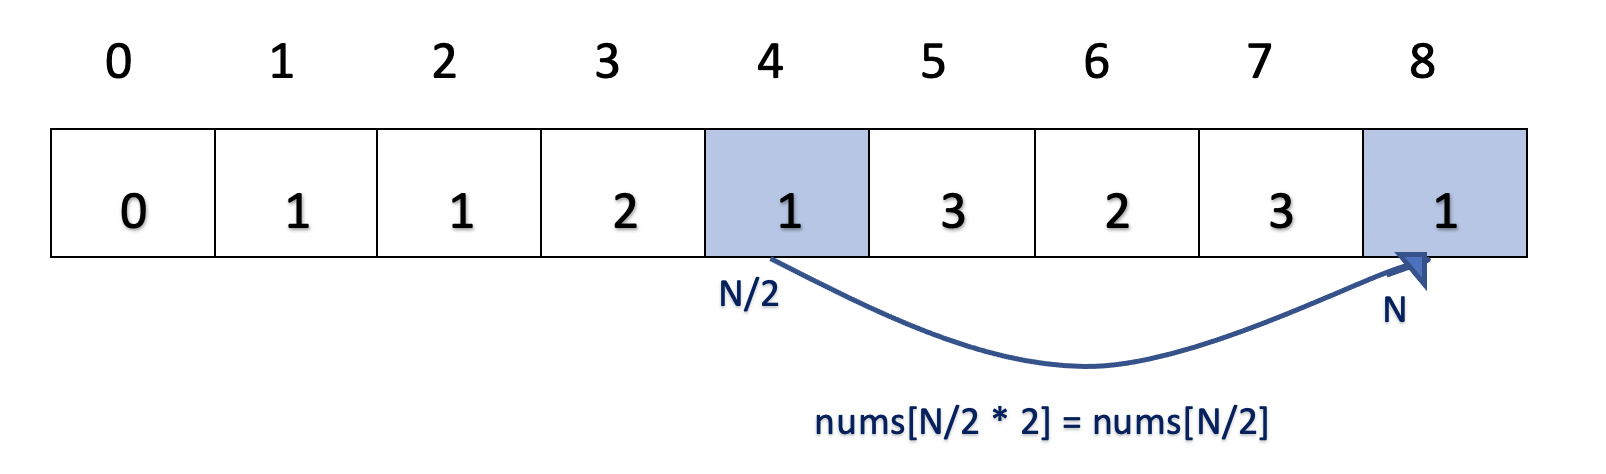 0 1 2 3 4 5 6 7 8
0 1 1 2 1 3 2 3 1
N/2
N
nums[N/2 * 2] = nums[N/2]